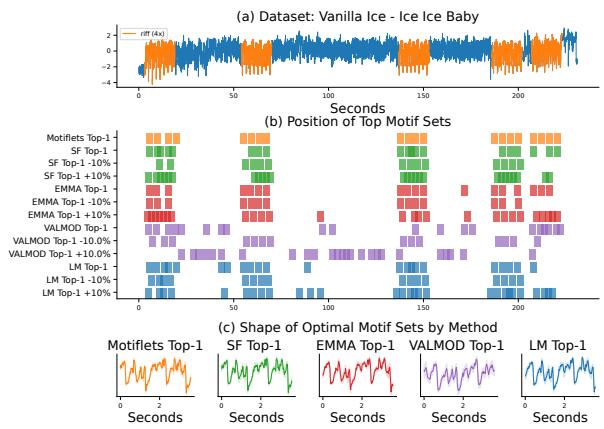 (a) Dataset: Vanilla Ice - Ice Ice Baby
riff (4x)
2
0
−2
−4
0 50 100 150 200
Seconds
(b) Position of Top Motif Sets
Motiflets Top-1
SF Top-1
SF Top-1 -10%
SF Top-1 +10%
EMMA Top-1
EMMA Top-1 -10%
EMMA Top-1 +10%
VALMOD Top-1
VALMOD Top-1 -10.0%
VALMOD Top-1 +10.0%
LM Top-1
LM Top-1 -10%
LM Top-1 +10%
0 50 100 150 200
(c) Shape of Optimal Motif Sets by Method
Motiflets Top-1 SF Top-1 EMMA Top-1 VALMOD Top-1 LM Top-1
0 2 0 2 0 2 0 2 0 2
Seconds Seconds Seconds Seconds Seconds